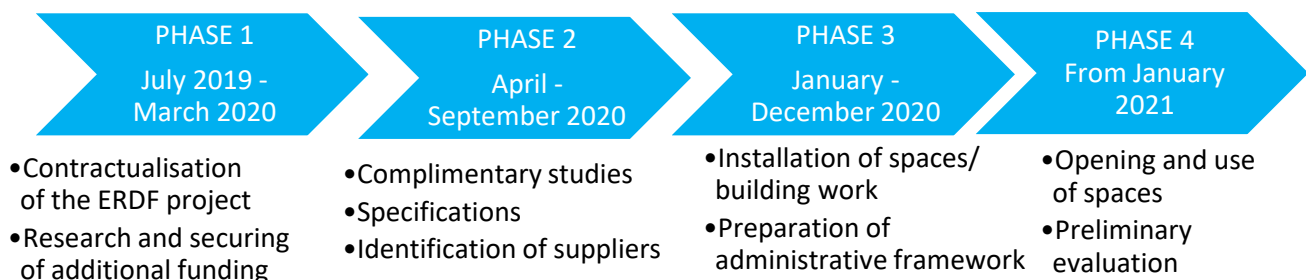 PHASE 1
July 2019 -
March 2020
•Contractualisation
of the ERDF project
•Research and securing
of additional funding
PHASE 2
April -
September 2020
•Complimentary studies
•Specifications
•Identification of suppliers
PHASE 3
January -
December 2020
•Installation of spaces/
building work
•Preparation of
administrative framework
PHASE 4
From January
2021
•Opening and use
of spaces
•Preliminary
evaluation